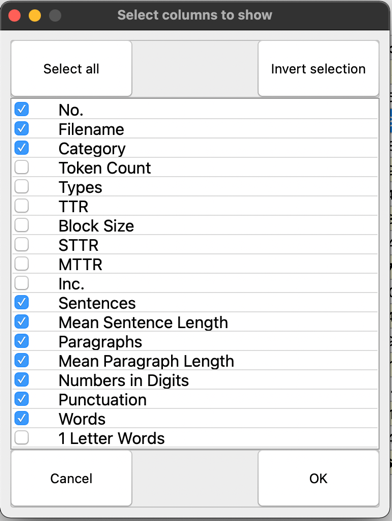 Select columns to show
Select all
Invert selection
No.
Filename
Category
Token Count
Types
TTR
Block Size
STTR
MTTR
Inc.
Sentences
Mean Sentence Length
Paragraphs
Mean Paragraph Length
Numbers in Digits
Punctuation
Words
1 Letter Words
Cancel
OK